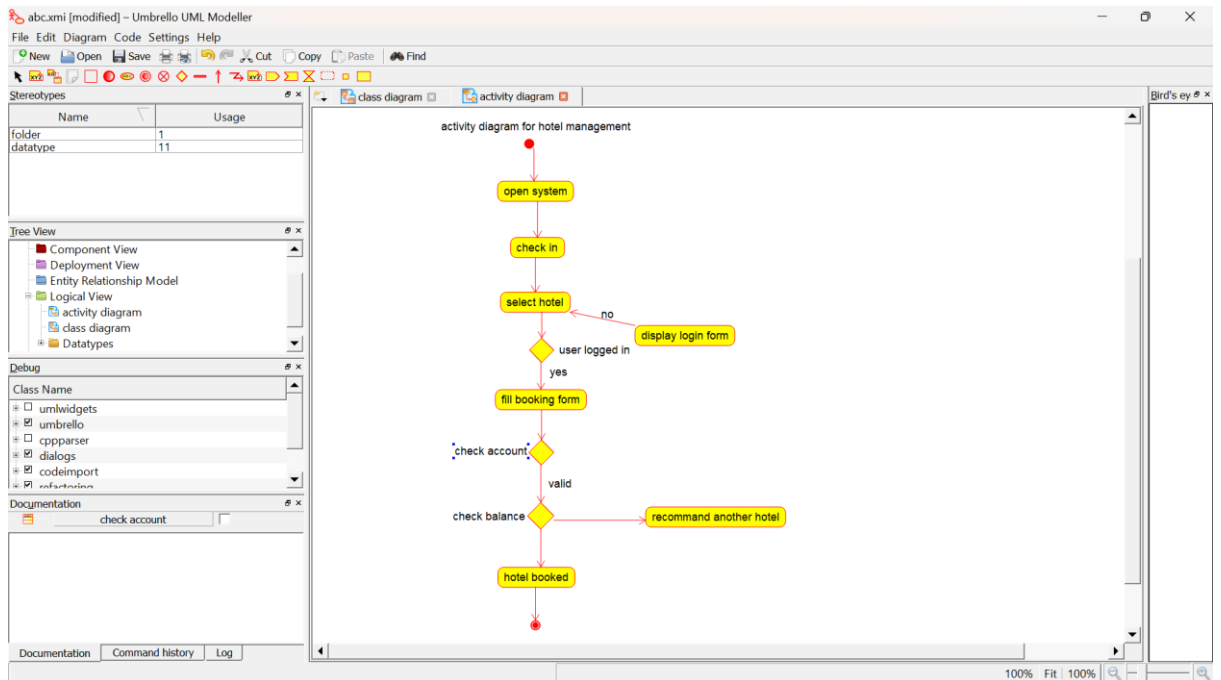 abc.xmi [modified] – Umbrello UML Modeller
File Edit Diagram Code Settings Help
New Open Save Cut Copy Paste Find
Stereotypes
Name Usage
folder 1
datatype 11
Tree View
Component View
Deployment View
Entity Relationship Model
Logical View
activity diagram
class diagram
Datatypes
Debug
Class Name
umlwidgets
umbrello
cppparser
dialogs
codeimport
refactoring
Documentation
check account
Documentation Command history Log
class diagram activity diagram
activity diagram for hotel management
open system
check in
select hotel
no
display login form
user logged in
yes
fill booking form
check account
valid
check balance
recommand another hotel
hotel booked
Bird's ey
100% Fit 100%